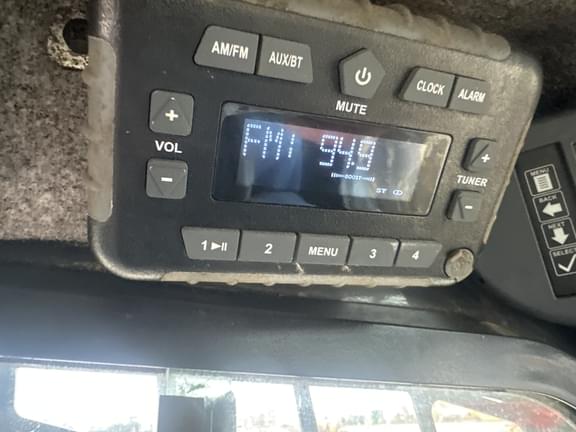 AM/FM AUX/BT CLOCK ALARM
MUTE
+ +
VOL
FM1 94.9
BOOST
ST
TUNER
- -
1 ▶II 2 MENU 3 4
MENU
BACK
NEXT
SELECT